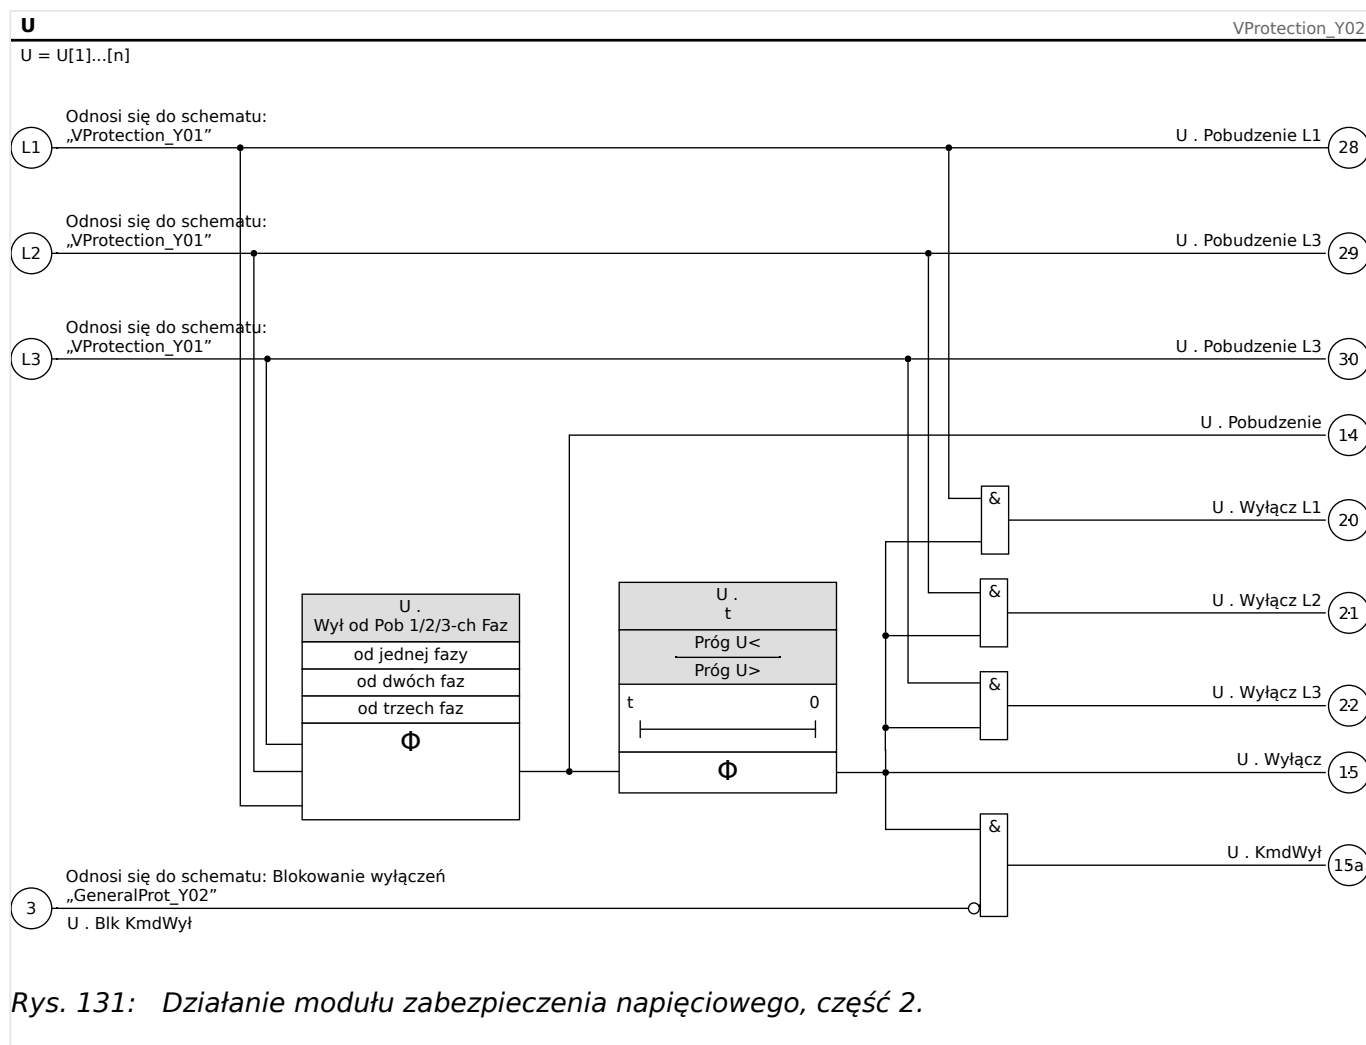 U
VProtection_Y02
U = U[1]...[n]
Odnosi się do schematu:
„VProtection_Y01”
L1
U . Pobudzenie L1
28
Odnosi się do schematu:
„VProtection_Y01”
L2
U . Pobudzenie L3
29
Odnosi się do schematu:
„VProtection_Y01”
L3
U . Pobudzenie L3
30
U . Pobudzenie
14
&
U . Wyłącz L1
20
&
U . Wyłącz L2
21
&
U . Wyłącz L3
22
U .
Wył od Pob 1/2/3-ch Faz
od jednej fazy
od dwóch faz
od trzech faz
Φ
U .
t
Próg U<
Próg U>
t 0
Φ
U . Wyłącz
15
&
U . KmdWył
15a
Odnosi się do schematu: Blokowanie wyłączeń
„GeneralProt_Y02”
3
U . Blk KmdWył
Rys. 131: Działanie modułu zabezpieczenia napięciowego, część 2.